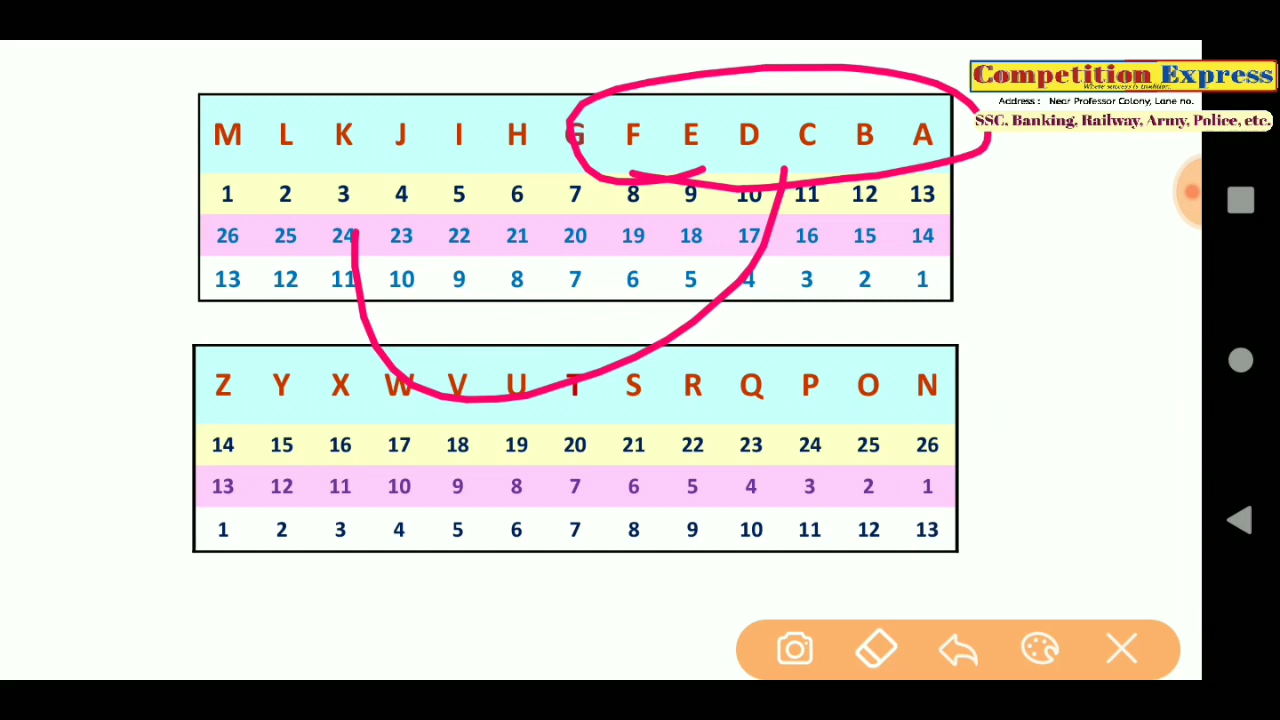 Competition Express
Where success is tradition..
Address : Near Professor Colony, Lane no.
SSC, Banking, Railway, Army, Police, etc.
M L K J I H G F E D C B A
1 2 3 4 5 6 7 8 9 10 11 12 13
26 25 24 23 22 21 20 19 18 17 16 15 14
13 12 11 10 9 8 7 6 5 4 3 2 1
Z Y X W V U T S R Q P O N
14 15 16 17 18 19 20 21 22 23 24 25 26
13 12 11 10 9 8 7 6 5 4 3 2 1
1 2 3 4 5 6 7 8 9 10 11 12 13